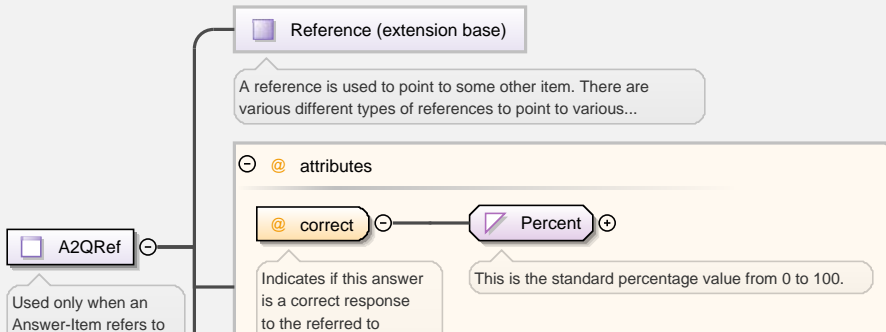 Reference (extension base)
A reference is used to point to some other item. There are
various different types of references to point to various...
@ attributes
@ correct
Percent
A2QRef
Indicates if this answer
is a correct response
to the referred to
This is the standard percentage value from 0 to 100.
Used only when an
Answer-Item refers to